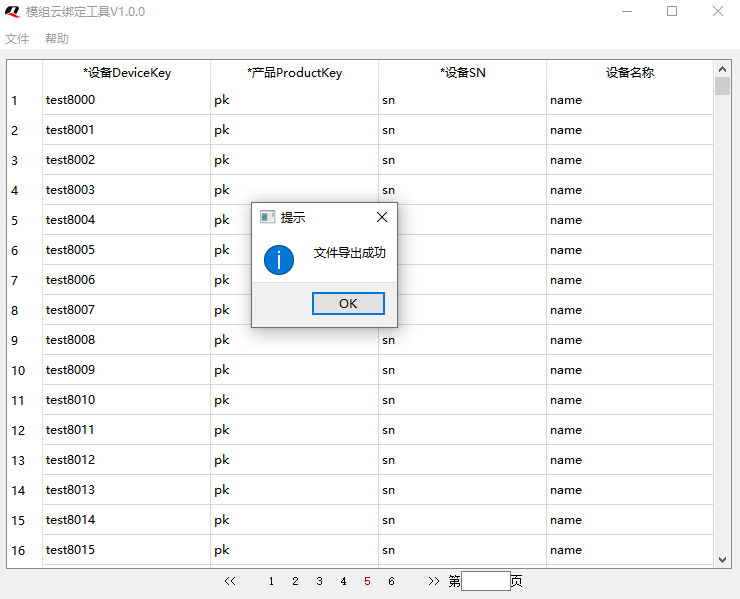 模组云绑定工具V1.0.0
文件 帮助
*设备DeviceKey *产品ProductKey *设备SN 设备名称
1 test8000 pk sn name
2 test8001 pk sn name
3 test8002 pk sn name
4 test8003 pk sn name
5 test8004 pk name
6 test8005 pk name
7 test8006 pk name
8 test8007 pk name
9 test8008 pk sn name
10 test8009 pk sn name
11 test8010 pk sn name
12 test8011 pk sn name
13 test8012 pk sn name
14 test8013 pk sn name
15 test8014 pk sn name
16 test8015 pk sn name
提示
文件导出成功
OK
<< 1 2 3 4 5 6 >> 第 页